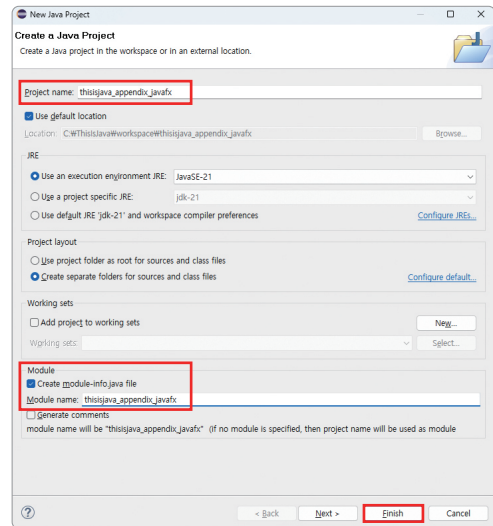 New Java Project
Create a Java Project
Create a Java project in the workspace or in an external location.
Project name: thisisjava_appendix_javafx
Use default location
Location: C:₩ThisIsJava₩workspace₩thisisjava_appendix_javafx Browse...
JRE
Use an execution environment JRE: JavaSE-21
Use a project specific JRE: jdk-21
Use default JRE 'jdk-21' and workspace compiler preferences Configure JREs...
Project layout
Use project folder as root for sources and class files
Create separate folders for sources and class files Configure default...
Working sets
Add project to working sets New...
Working sets: Select...
Module
Create module-info.java file
Module name: thisisjava_appendix_javafx
Generate comments
module name will be "thisisjava_appendix_javafx" (if no module is specified, then project name will be used as module
? < Back Next > Finish Cancel